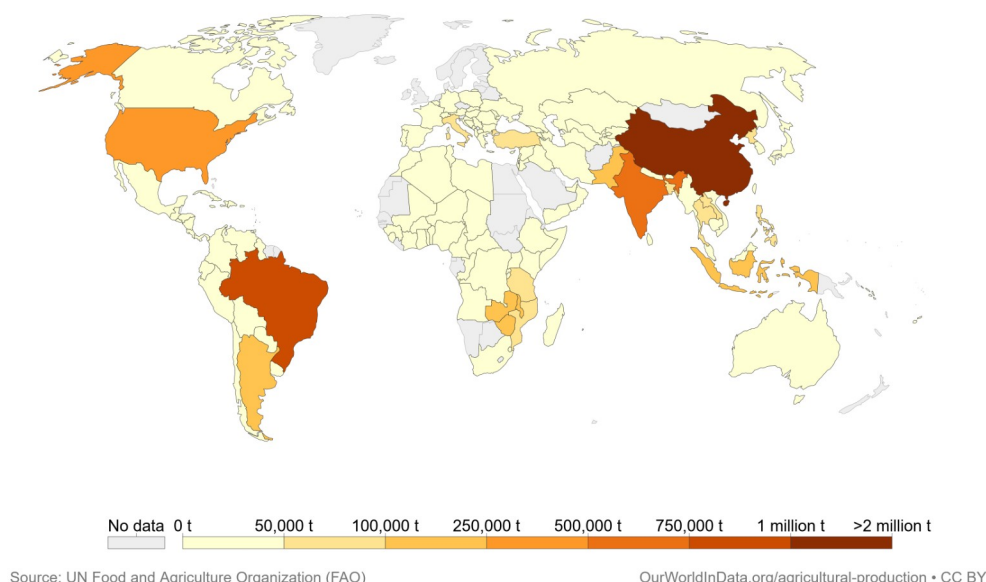 No data 0 t 50,000 t 100,000 t 250,000 t 500,000 t 750,000 t 1 million t >2 million t
Source: UN Food and Agriculture Organization (FAO) OurWorldInData.org/agricultural-production • CC BY